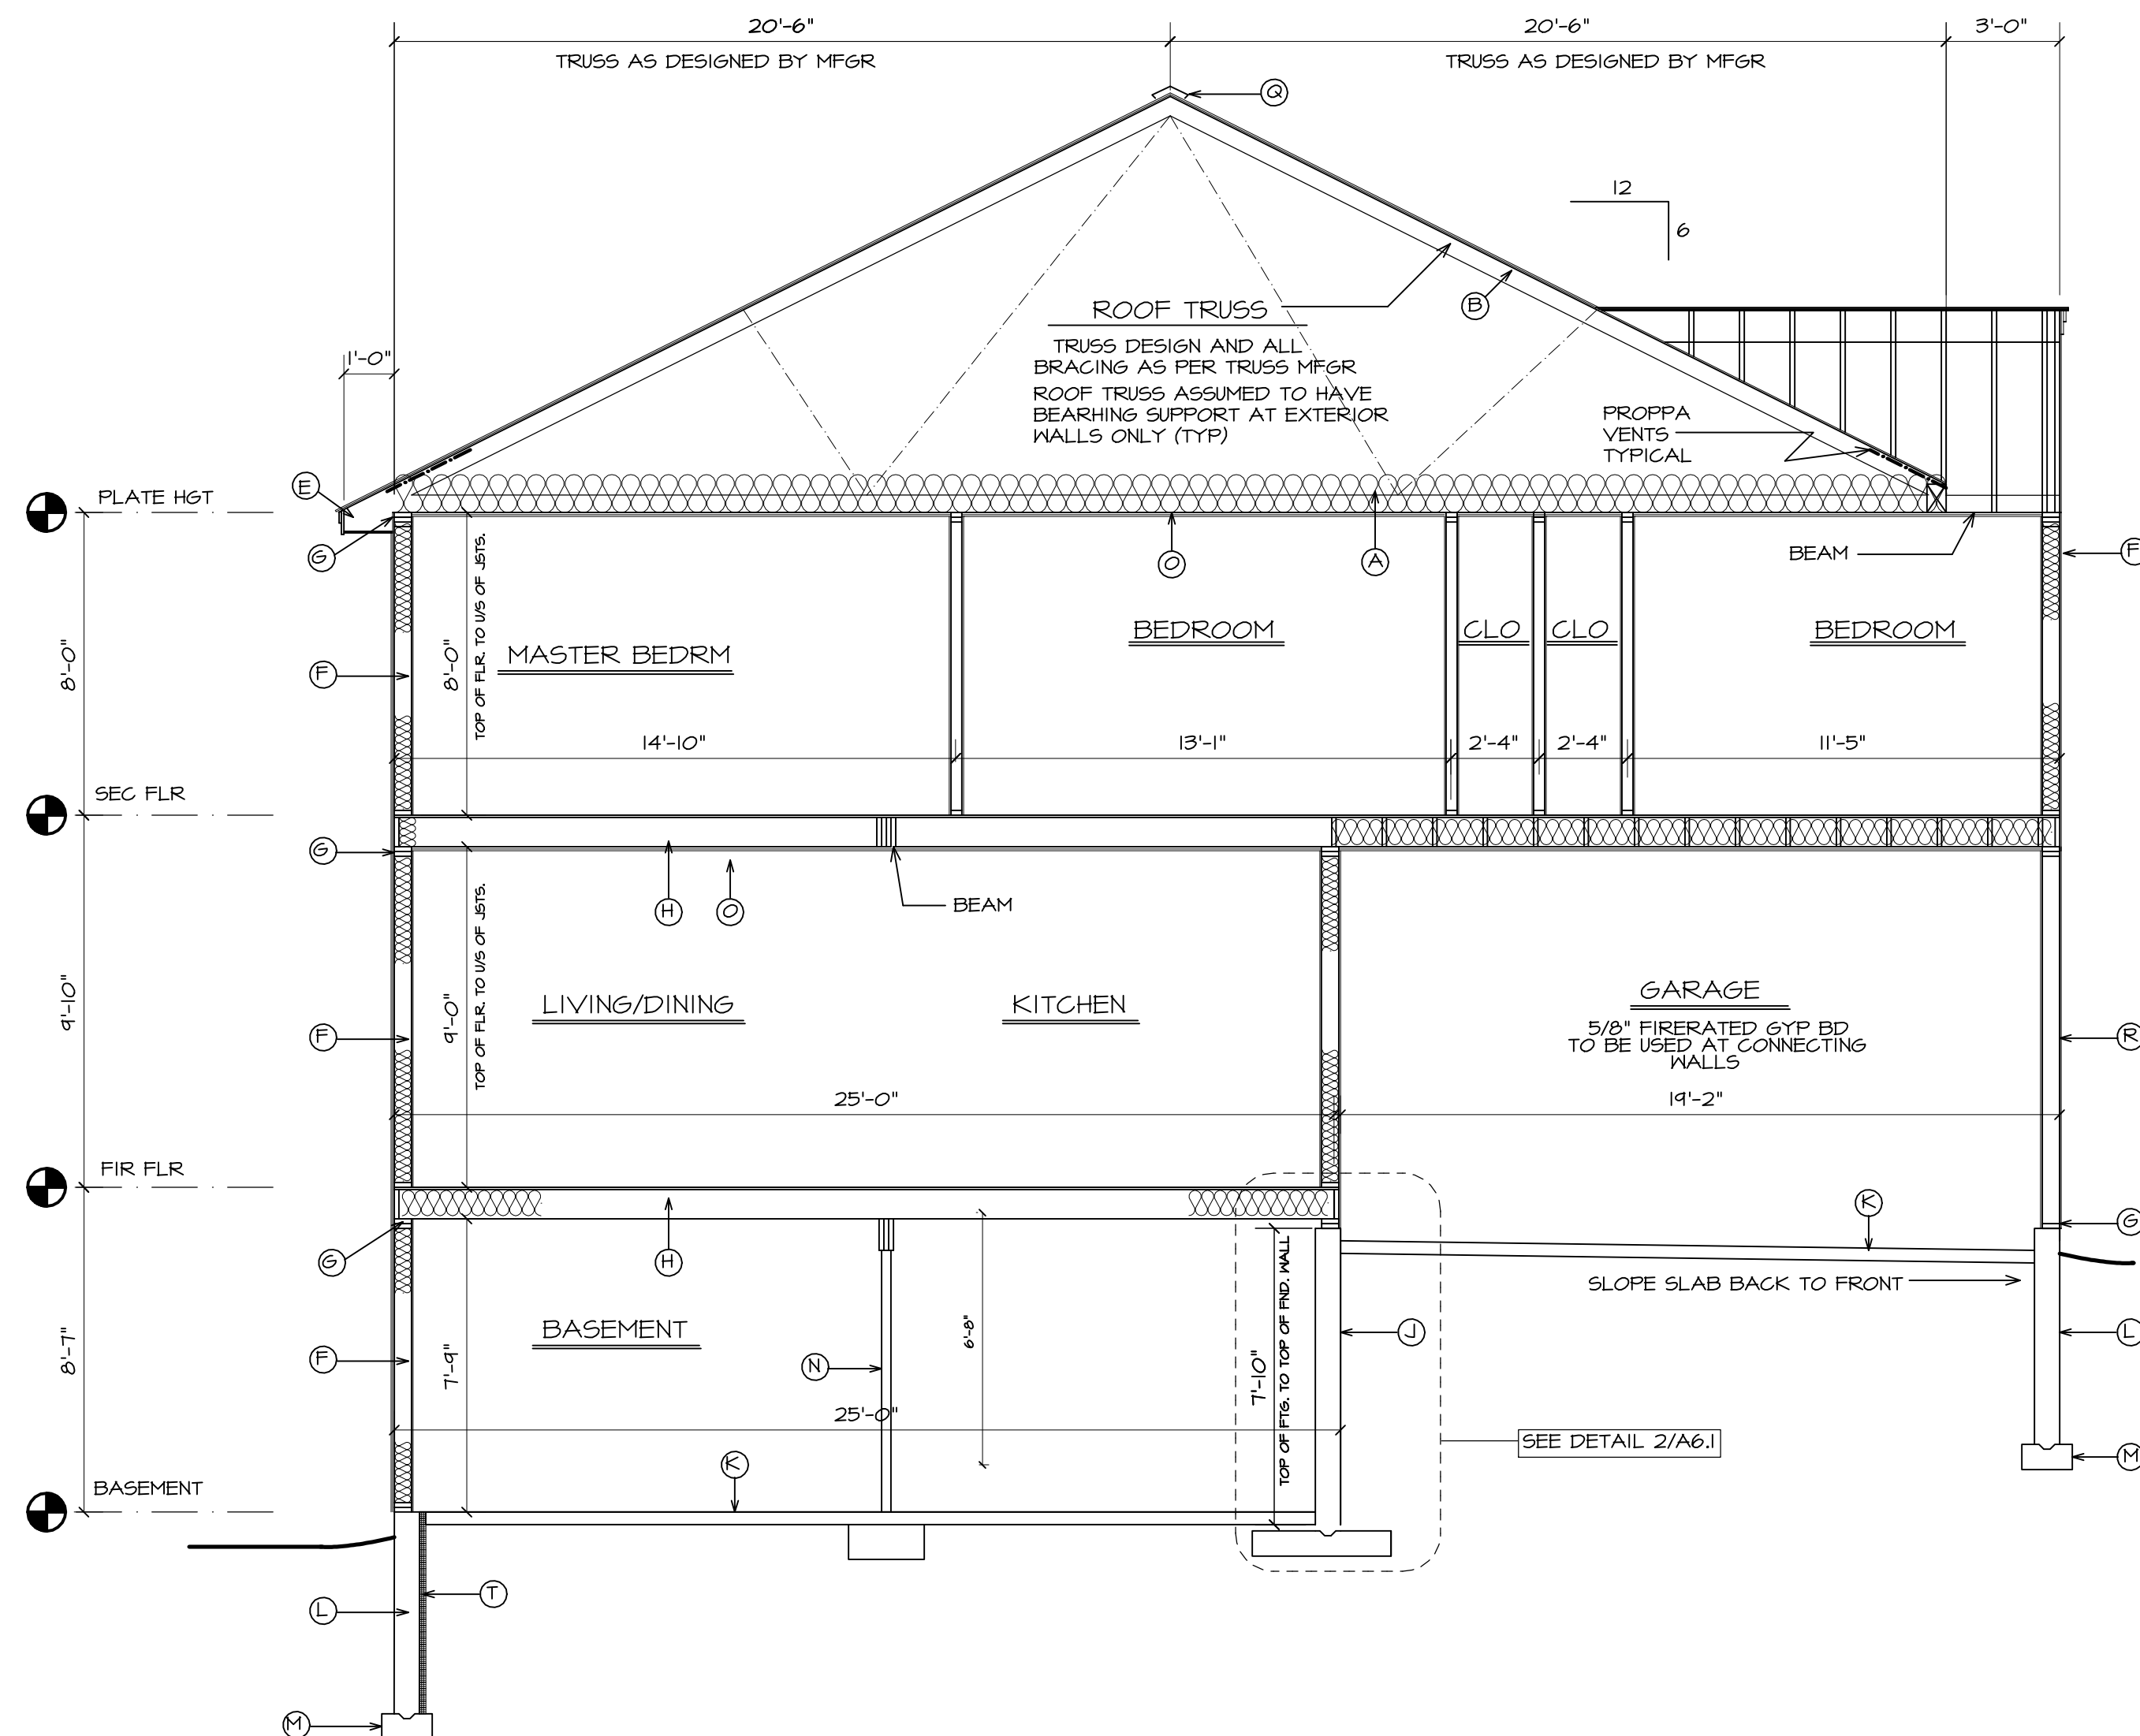 20'-6"
20'-6"
3'-0"
TRUSS AS DESIGNED BY MFGR
TRUSS AS DESIGNED BY MFGR
Q
12
6
ROOF TRUSS
B
TRUSS DESIGN AND ALL
BRACING AS PER TRUSS MFGR
ROOF TRUSS ASSUMED TO HAVE
BEARHING SUPPORT AT EXTERIOR
WALLS ONLY (TYP)
1'-0"
PROPPA
VENTS
TYPICAL
E
PLATE HGT
G
O
A
BEAM
F
8'-0"
F
8'-0"
TOP OF FLR. TO U/S OF JSTS.
MASTER BEDRM
BEDROOM
CLO
CLO
BEDROOM
14'-10"
13'-1"
2'-4"
2'-4"
11'-5"
SEC FLR
G
H
O
BEAM
9'-10"
F
9'-0"
TOP OF FLR. TO U/S OF JSTS.
LIVING/DINING
KITCHEN
GARAGE
5/8" FIRERATED GYP BD
TO BE USED AT CONNECTING
WALLS
R
25'-0"
19'-2"
FIR FLR
G
H
K
G
SLOPE SLAB BACK TO FRONT
8'-7"
F
7'-9"
BASEMENT
N
6'-8"
7'-10"
TOP OF FTG. TO TOP OF FND. WALL
J
L
25'-0"
SEE DETAIL 2/A6.1
M
K
BASEMENT
T
L
M